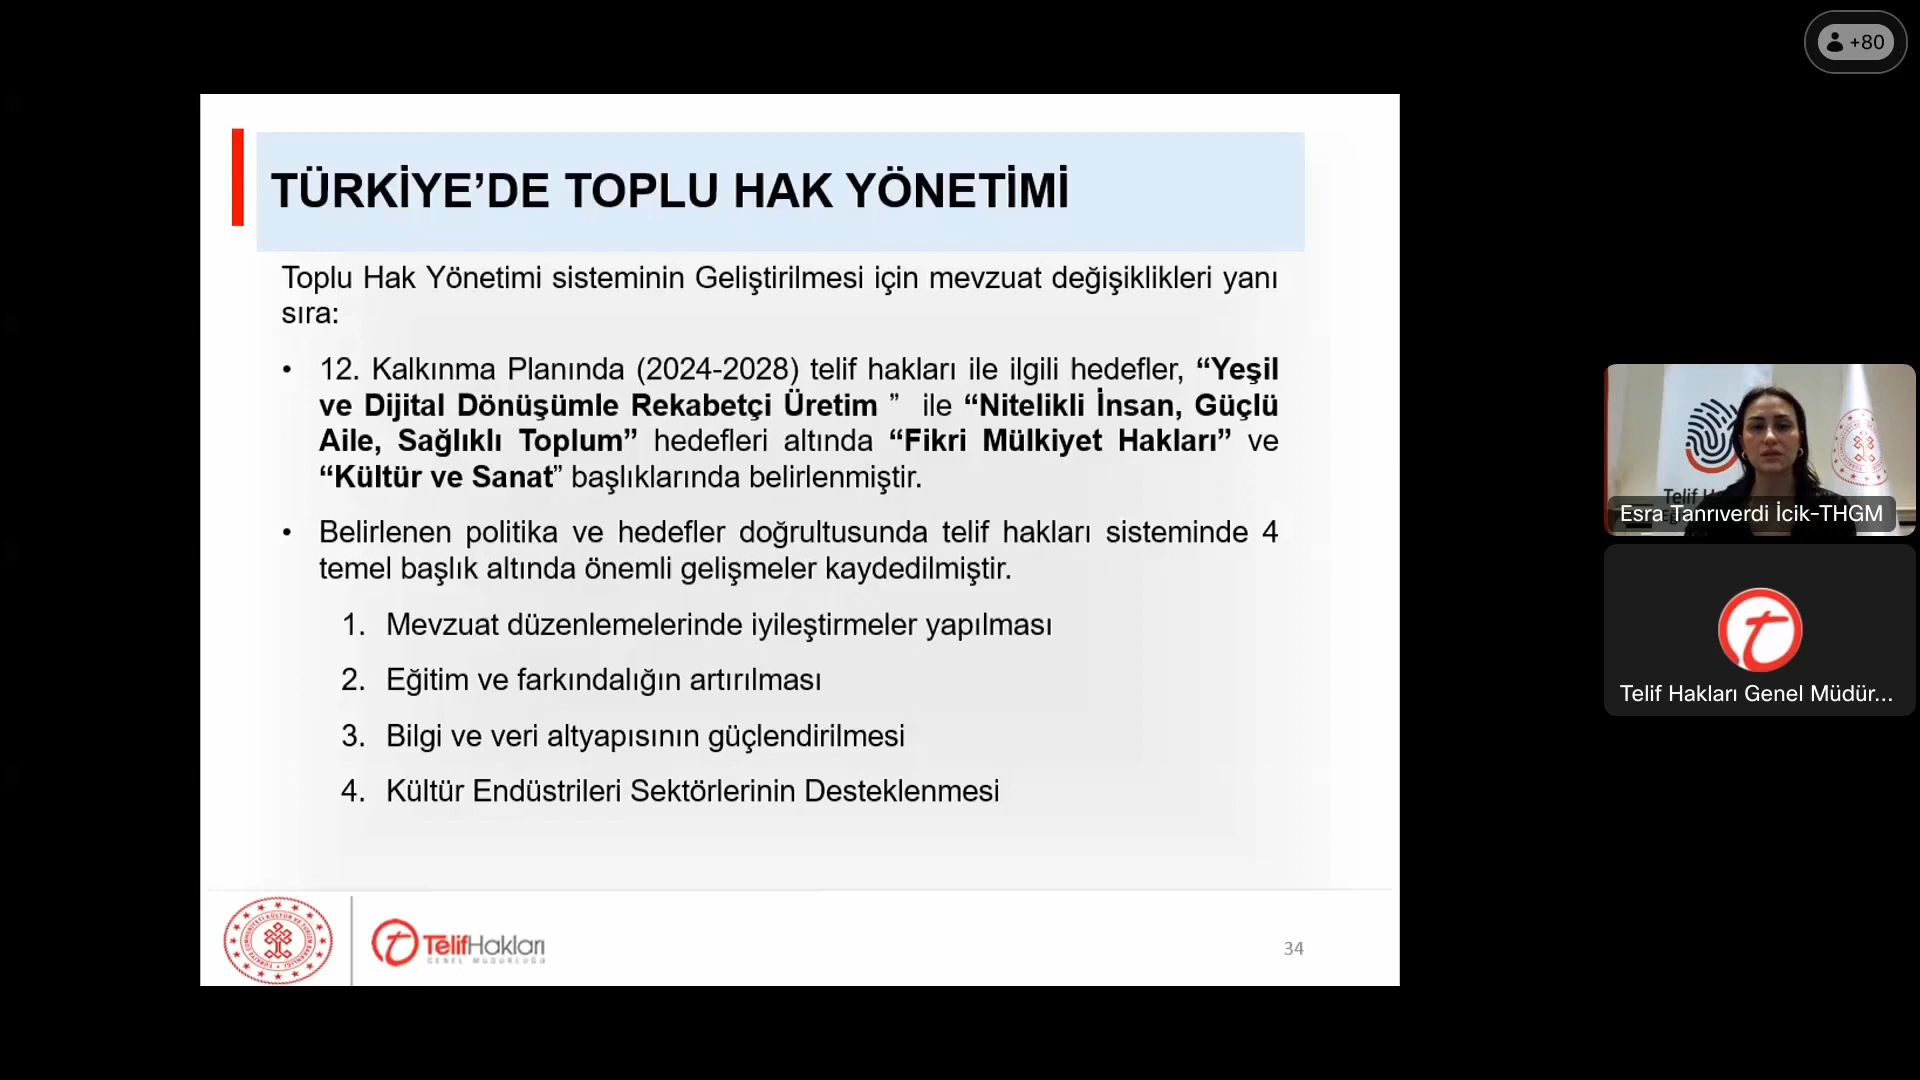 +80
TÜRKİYE’DE TOPLU HAK YÖNETİMİ
Toplu Hak Yönetimi sisteminin Geliştirilmesi için mevzuat değişiklikleri yanı
sıra:
• 12. Kalkınma Planında (2024-2028) telif hakları ile ilgili hedefler, “Yeşil
ve Dijital Dönüşümle Rekabetçi Üretim ” ile “Nitelikli İnsan, Güçlü
Aile, Sağlıklı Toplum” hedefleri altında “Fikri Mülkiyet Hakları” ve
“Kültür ve Sanat” başlıklarında belirlenmiştir.
• Belirlenen politika ve hedefler doğrultusunda telif hakları sisteminde 4
temel başlık altında önemli gelişmeler kaydedilmiştir.
1. Mevzuat düzenlemelerinde iyileştirmeler yapılması
2. Eğitim ve farkındalığın artırılması
3. Bilgi ve veri altyapısının güçlendirilmesi
4. Kültür Endüstrileri Sektörlerinin Desteklenmesi
TelifHakları
GENEL MÜDÜRLÜĞÜ
34
Telif
Esra Tanrıverdi İcik-THGM
Telif Hakları Genel Müdür...